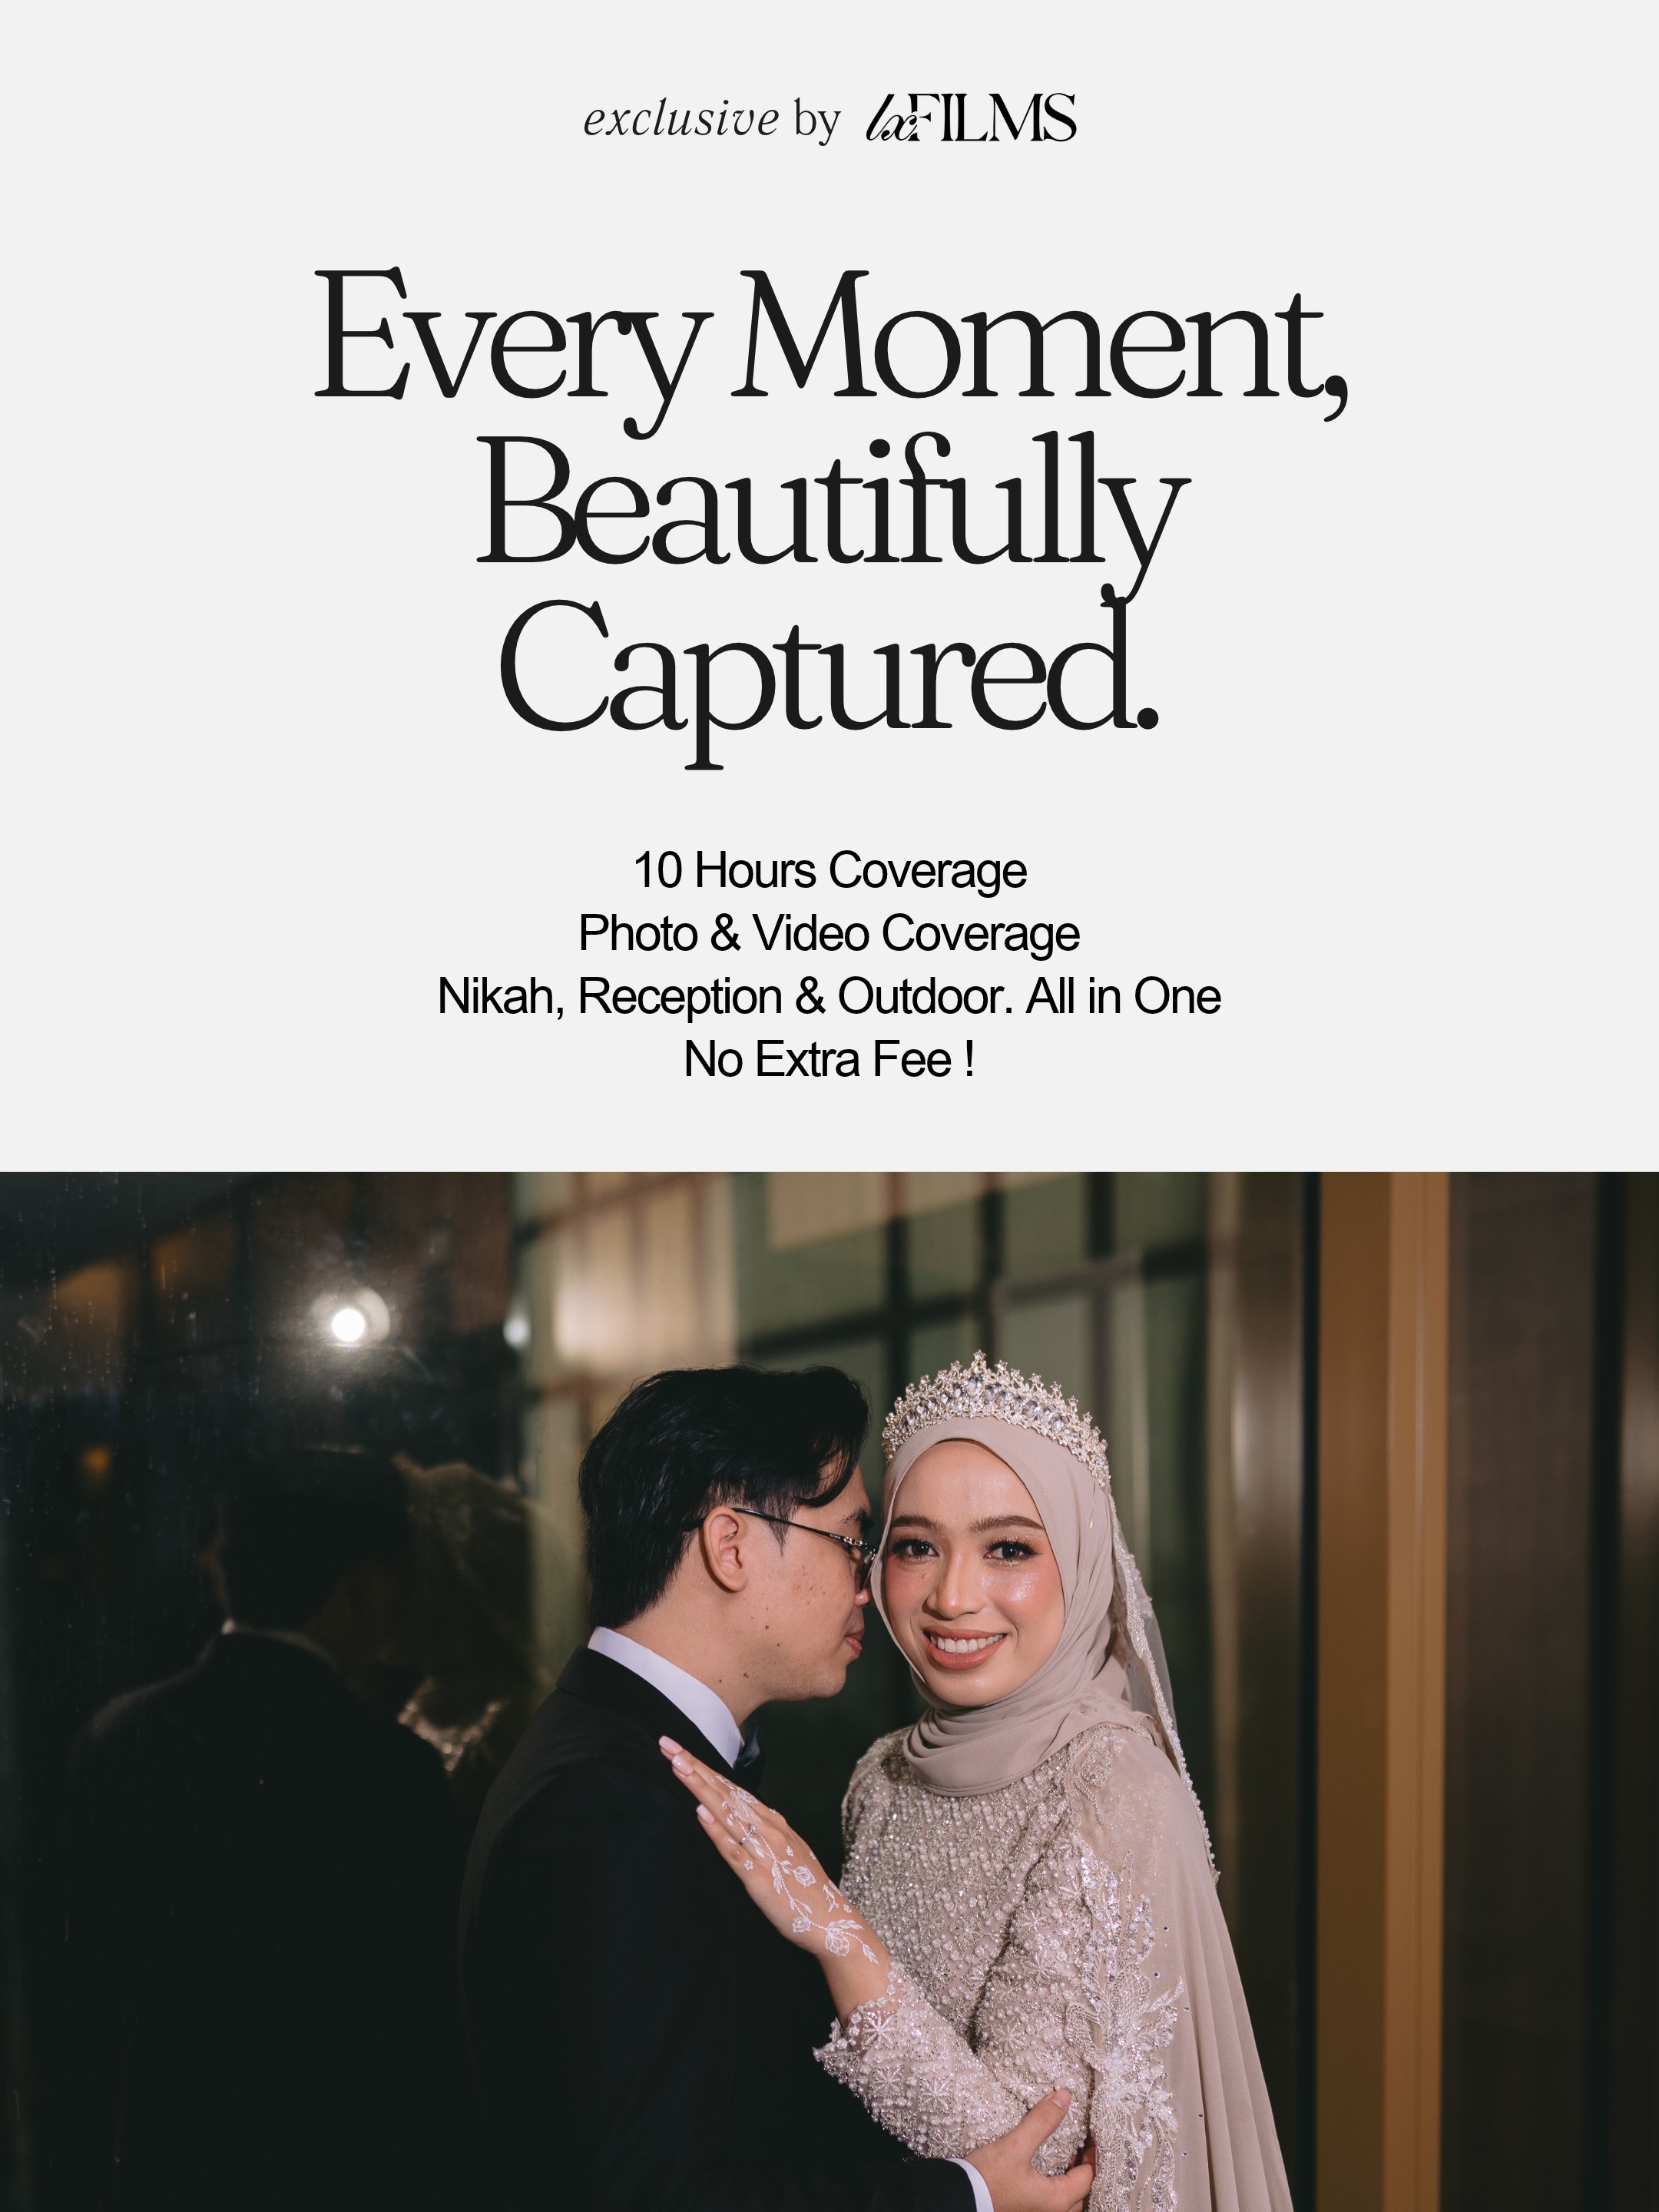 exclusive by lxFILMS
Every Moment,
Beautifully
Captured.
10 Hours Coverage
Photo & Video Coverage
Nikah, Reception & Outdoor. All in One
No Extra Fee !